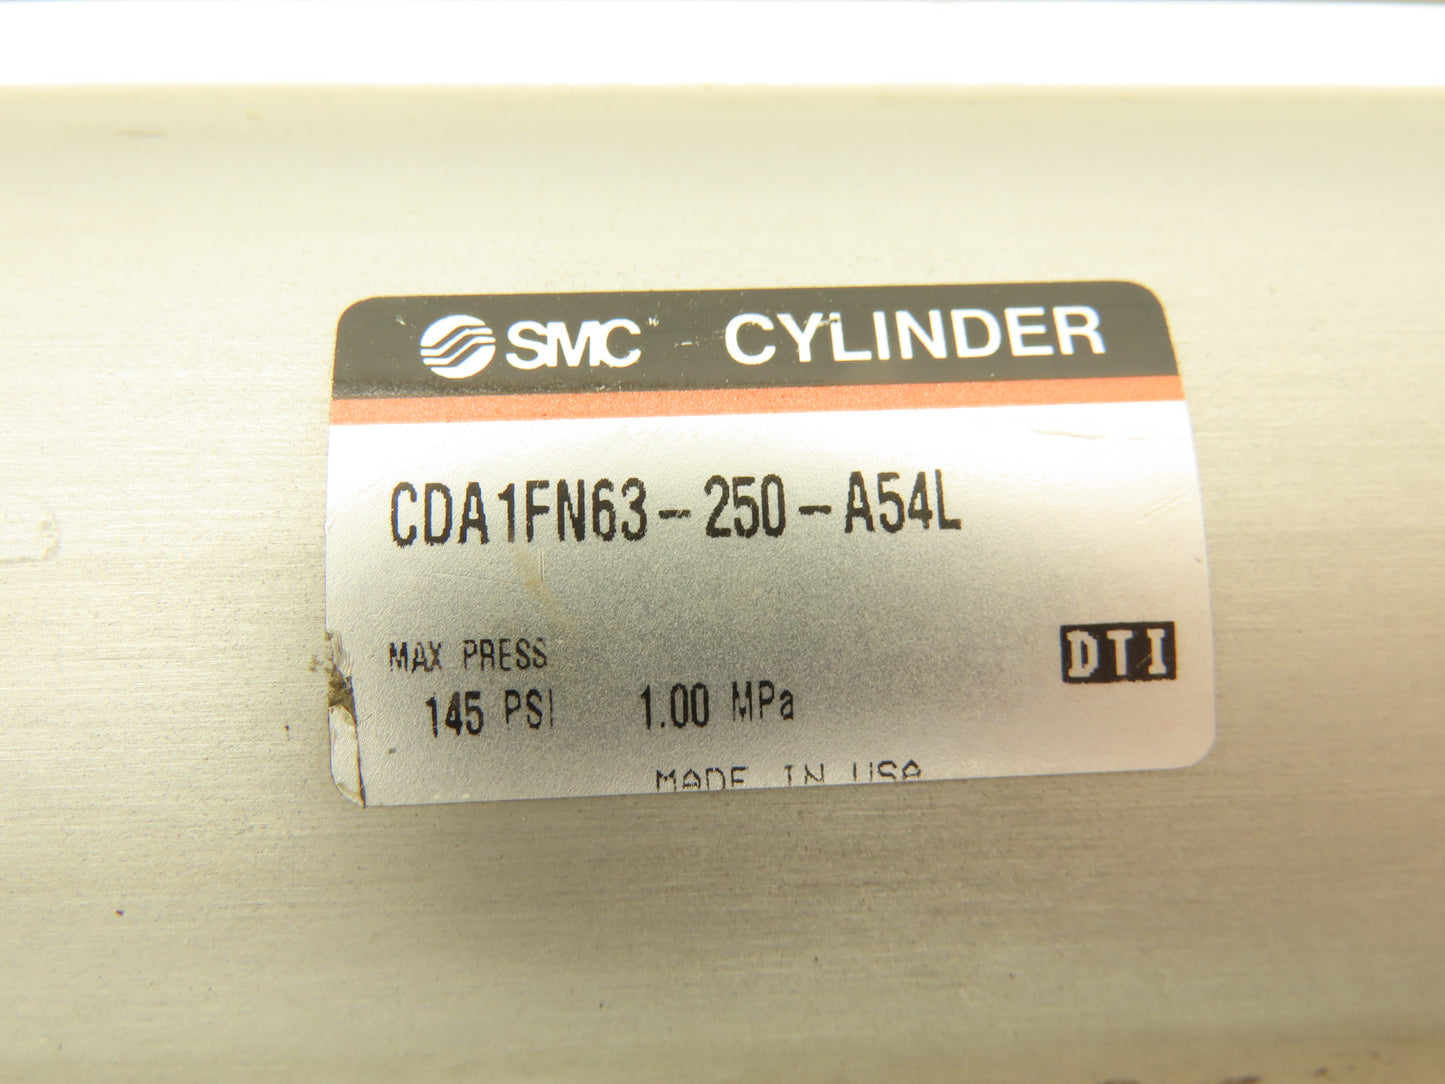 SMC CYLINDER
CDA1FN63-250-A54L
MAX PRESS
145 PSI 1.00 MPa
DTI
MADE IN USA